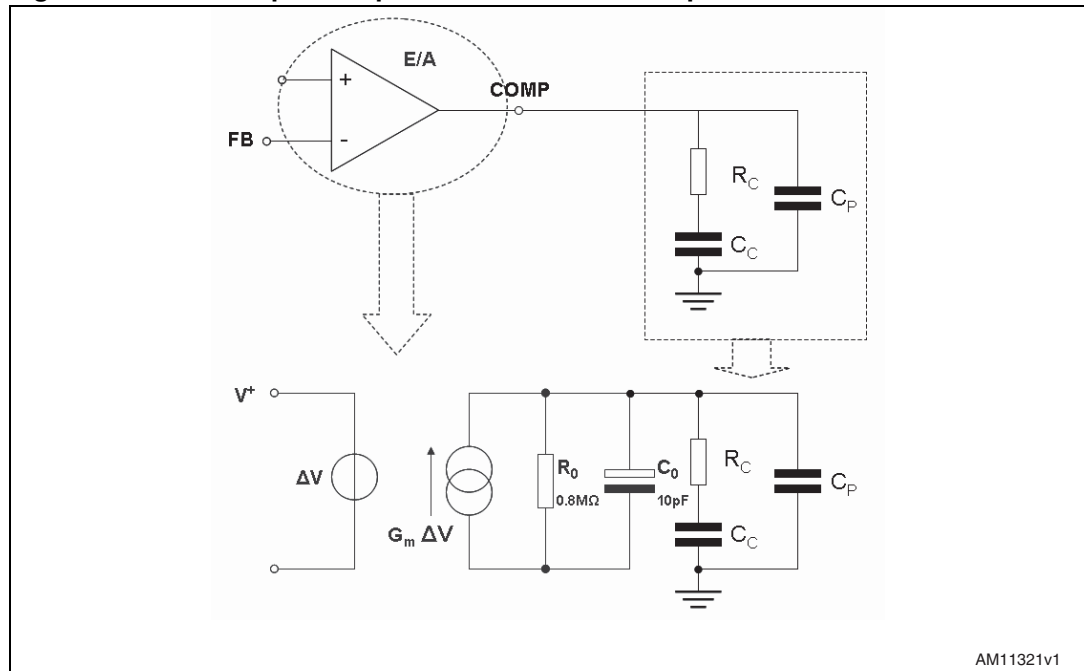 E/A
+
COMP
FB
-
R_C
C_P
C_C
V⁺
ΔV
G_m ΔV
R_0
0.8MΩ
C_0
10pF
R_C
C_P
C_C
AM11321v1